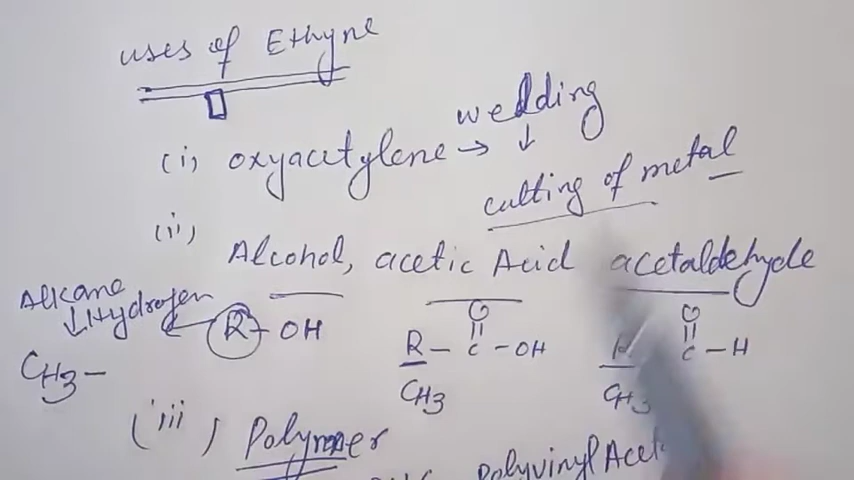 uses of Ethyne
(i) oxyacetylene → wedding
↓
cutting of metal
(ii) Alcohol, acetic Acid acetaldehyde
Alkane
↓ Hydrogen
R - OH
CH3 -
O
||
R - C - OH
CH3
O
||
C - H
CH3
(iii) Polymer
Polyvinyl